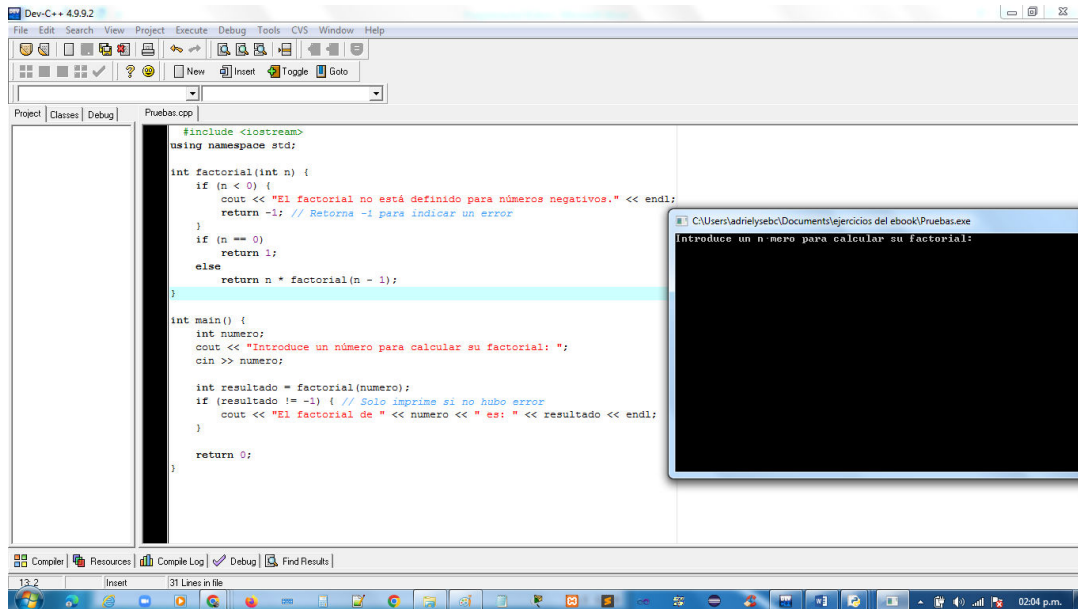 Dev-C++ 4.9.9.2
File Edit Search View Project Execute Debug Tools CVS Window Help
New Insert Toggle Goto
Project Classes Debug Pruebas.cpp
#include <iostream>
using namespace std;
int factorial(int n) {
if (n < 0) {
cout << "El factorial no está definido para números negativos." << endl;
return -1; // Retorna -1 para indicar un error
}
if (n == 0)
return 1;
else
return n * factorial(n - 1);
}
int main() {
int numero;
cout << "Introduce un número para calcular su factorial: ";
cin >> numero;
int resultado = factorial(numero);
if (resultado != -1) { // Solo imprime si no hubo error
cout << "El factorial de " << numero << " es: " << resultado << endl;
}
return 0;
}
C:\Users\adrielysebc\Documents\ejercicios del ebook\Pruebas.exe
Introduce un n·mero para calcular su factorial:
Compiler Resources Compile Log Debug Find Results
13:2 Insert 31 Lines in file
02:04 p.m.